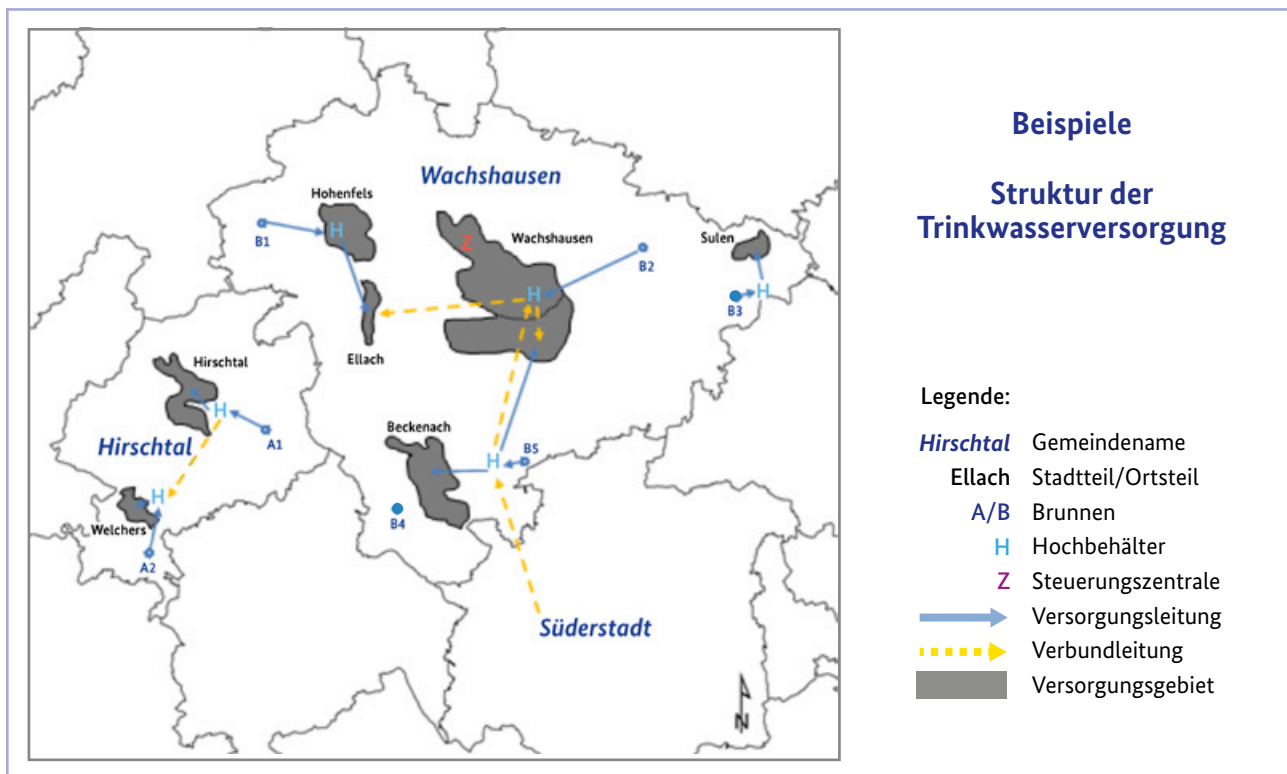 Beispiele
Struktur der
Trinkwasserversorgung
Wachshausen
Hohenfels
H
B1
Z
Wachshausen
B2
Sulen
H
B3
H
Ellach
Hirschtal
H
A1
Hirschtal
Beckenach
H
B5
B4
H
Welchers
A2
Süderstadt
N
Legende:
Hirschtal Gemeindename
Ellach Stadtteil/Ortsteil
A/B Brunnen
H Hochbehälter
Z Steuerungszentrale
Versorgungsleitung
Verbundleitung
Versorgungsgebiet